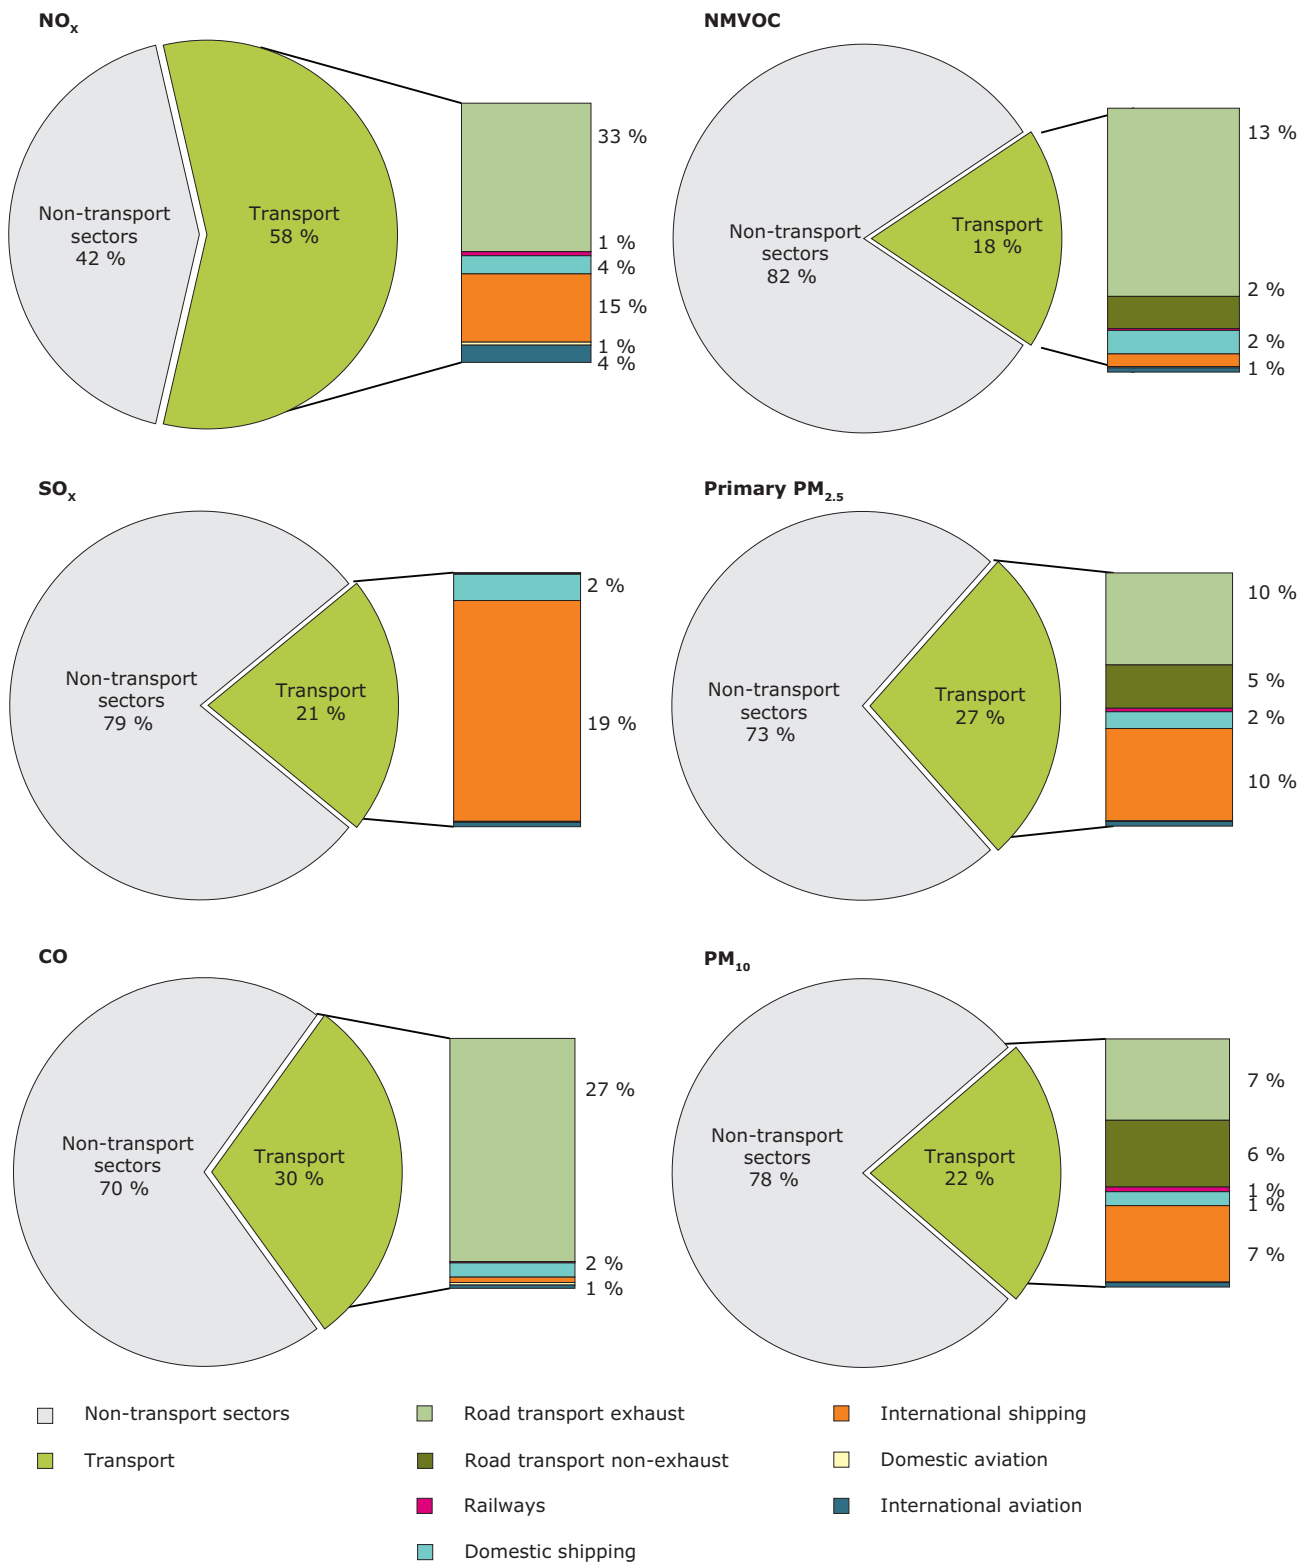 NOx
Non-transport
sectors
42 %
Transport
58 %
33 %
1 %
4 %
15 %
1 %
4 %
NMVOC
Non-transport
sectors
82 %
Transport
18 %
13 %
2 %
2 %
1 %
SOx
Non-transport
sectors
79 %
Transport
21 %
2 %
19 %
Primary PM2.5
Non-transport
sectors
73 %
Transport
27 %
10 %
5 %
2 %
10 %
CO
Non-transport
sectors
70 %
Transport
30 %
27 %
2 %
1 %
PM10
Non-transport
sectors
78 %
Transport
22 %
7 %
6 %
1 %
1 %
7 %
Non-transport sectors
Transport
Road transport exhaust
Road transport non-exhaust
Railways
Domestic shipping
International shipping
Domestic aviation
International aviation